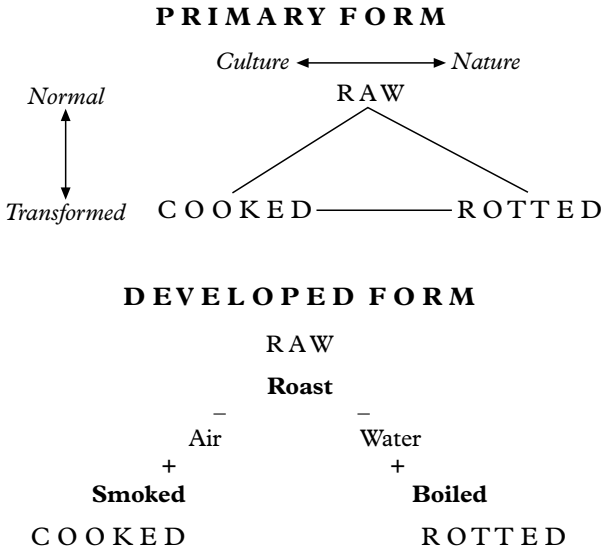 PRIMARY FORM
Culture Nature
Normal
RAW
Transformed COOKED ROTTED
DEVELOPED FORM
RAW
Roast
– –
Air Water
+ +
Smoked Boiled
COOKED ROTTED